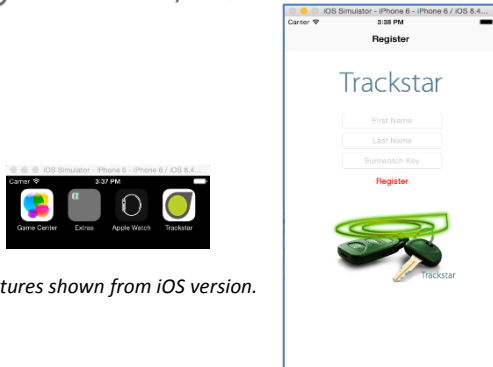 iOS Simulator - iPhone 6 - iPhone 6 / iOS 8.4...
Carrier 3:37 PM
Game Center Extras Apple Watch Trackstar
tures shown from iOS version.
iOS Simulator - iPhone 6 - iPhone 6 / iOS 8.4...
Carrier 3:38 PM
Register
Trackstar
First Name
Last Name
Eurowatch Key
Register
Trackstar